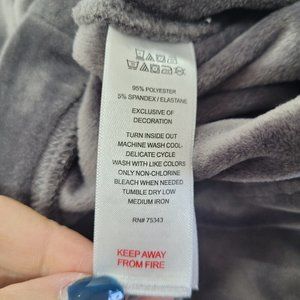 95% POLYESTER
5% SPANDEX / ELASTANE
EXCLUSIVE OF
DECORATION
TURN INSIDE OUT
MACHINE WASH COOL-
DELICATE CYCLE
WASH WITH LIKE COLORS
ONLY NON-CHLORINE
BLEACH WHEN NEEDED
TUMBLE DRY LOW
MEDIUM IRON
RN# 75343
KEEP AWAY
FROM FIRE